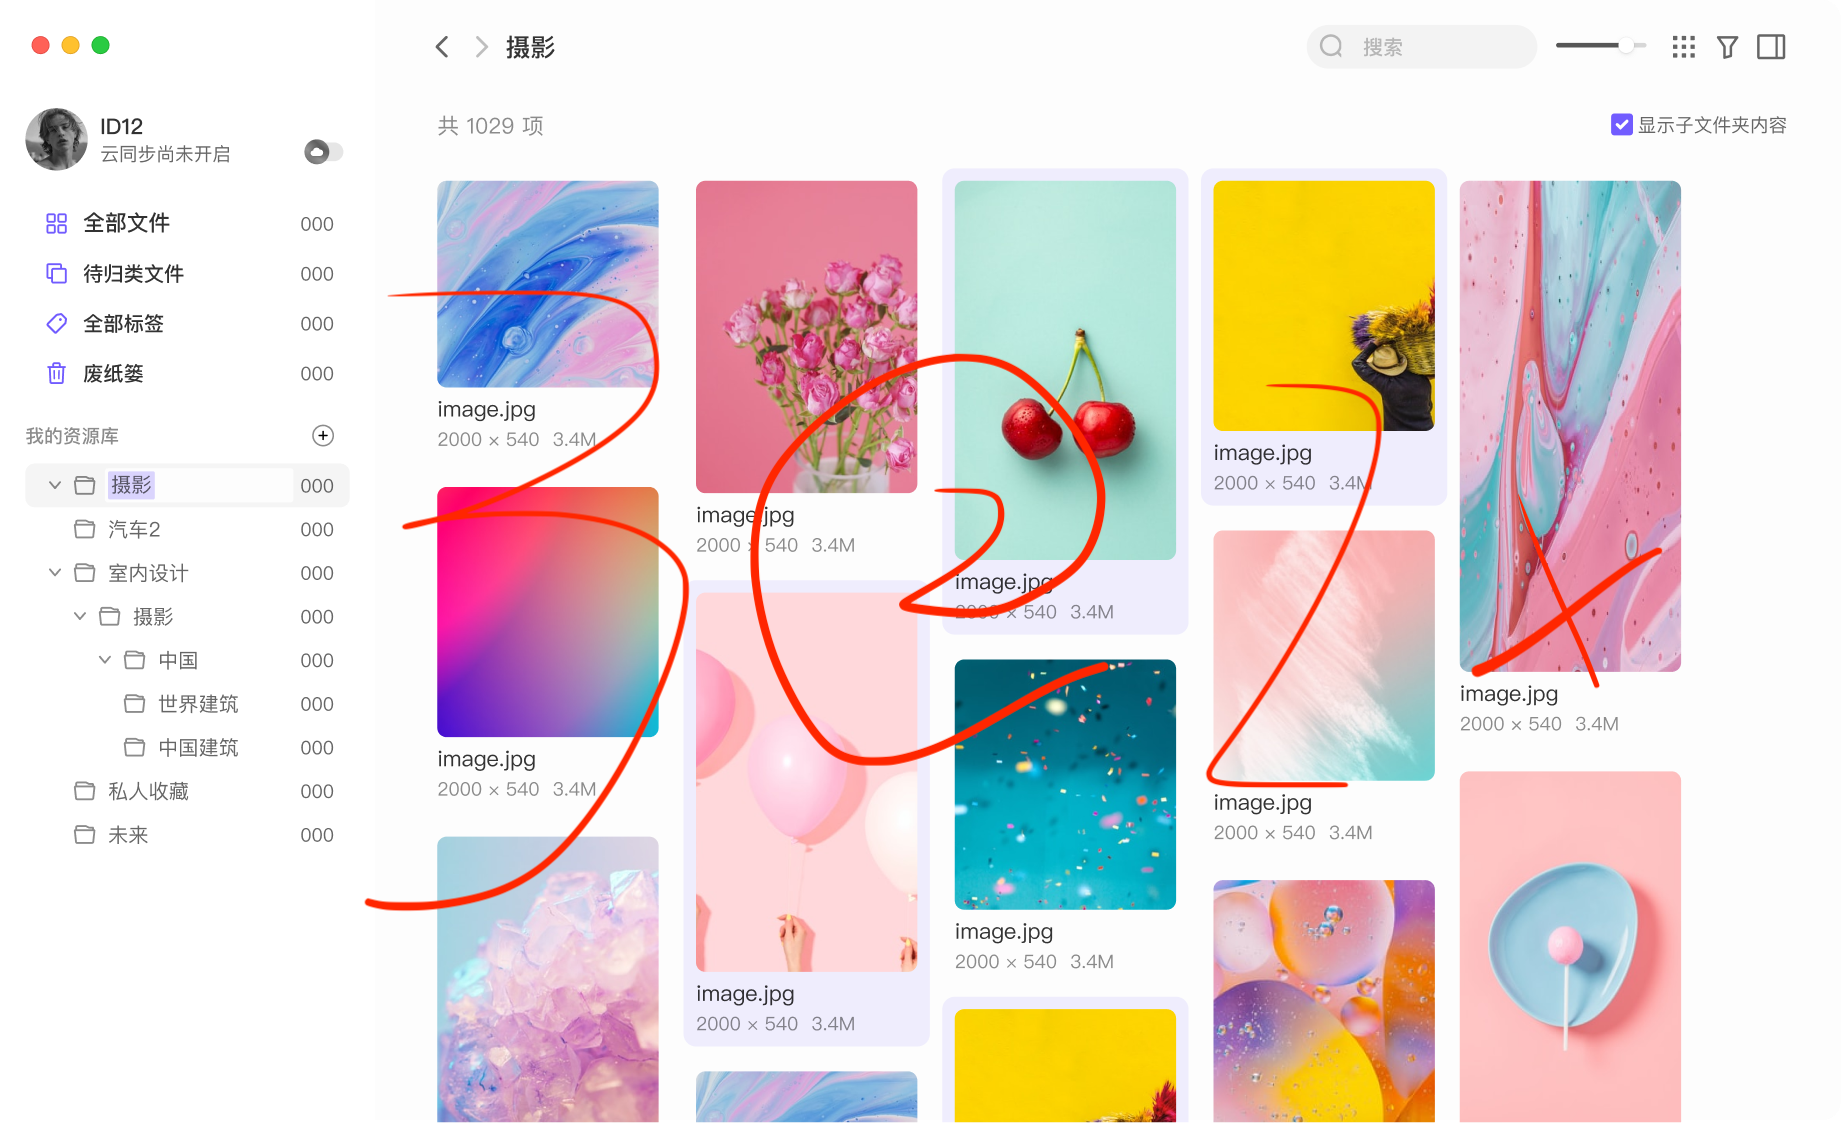 摄影
搜索
ID12
云同步尚未开启
共 1029 项
显示子文件夹内容
全部文件 000
待归类文件 000
全部标签 000
废纸篓 000
我的资源库
摄影 000
汽车2 000
室内设计 000
摄影 000
中国 000
世界建筑 000
中国建筑 000
私人收藏 000
未来 000
image.jpg
2000 × 540 3.4M
image.jpg
2000 × 540 3.4M
image.jpg
2000 × 540 3.4M
image.jpg
2000 × 540 3.4M
image.jpg
2000 × 540 3.4M
image.jpg
2000 × 540 3.4M
image.jpg
2000 × 540 3.4M
image.jpg
2000 × 540 3.4M
image.jpg
2000 × 540 3.4M